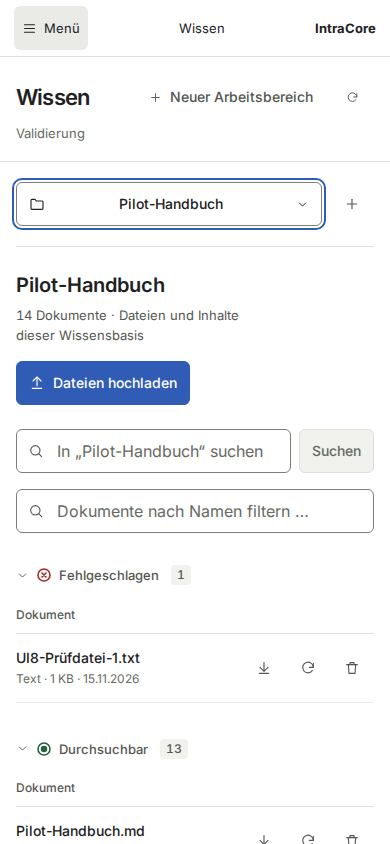 Menü
Wissen
IntraCore
Wissen
Neuer Arbeitsbereich
Validierung
Pilot-Handbuch
Pilot-Handbuch
14 Dokumente · Dateien und Inhalte
dieser Wissensbasis
Dateien hochladen
In „Pilot-Handbuch“ suchen
Suchen
Dokumente nach Namen filtern ...
Fehlgeschlagen 1
Dokument
UI8-Prüfdatei-1.txt
Text · 1 KB · 15.11.2026
Durchsuchbar 13
Dokument
Pilot-Handbuch.md